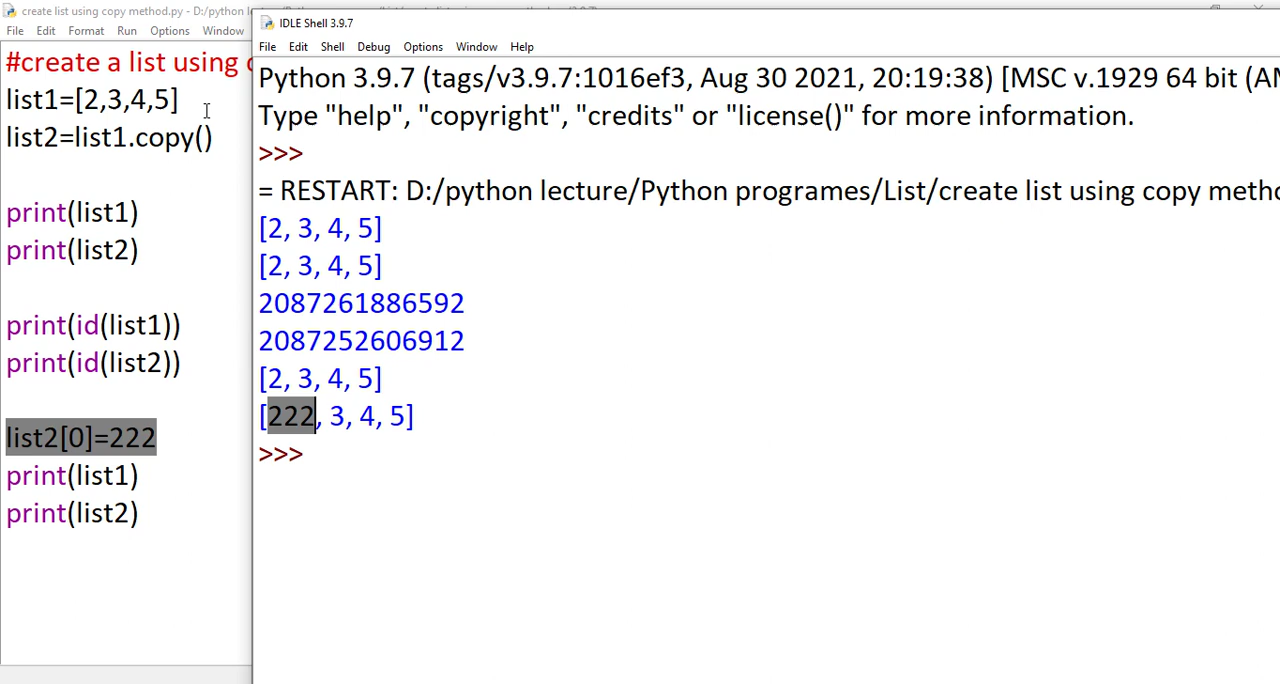 create list using copy method.py - D:/python
File Edit Format Run Options Window
#create a list using
list1=[2,3,4,5]
list2=list1.copy()
print(list1)
print(list2)
print(id(list1))
print(id(list2))
list2[0]=222
print(list1)
print(list2)
IDLE Shell 3.9.7
File Edit Shell Debug Options Window Help
Python 3.9.7 (tags/v3.9.7:1016ef3, Aug 30 2021, 20:19:38) [MSC v.1929 64 bit
Type "help", "copyright", "credits" or "license()" for more information.
>>>
= RESTART: D:/python lecture/Python programes/List/create list using copy
[2, 3, 4, 5]
[2, 3, 4, 5]
2087261886592
2087252606912
[2, 3, 4, 5]
[222, 3, 4, 5]
>>>